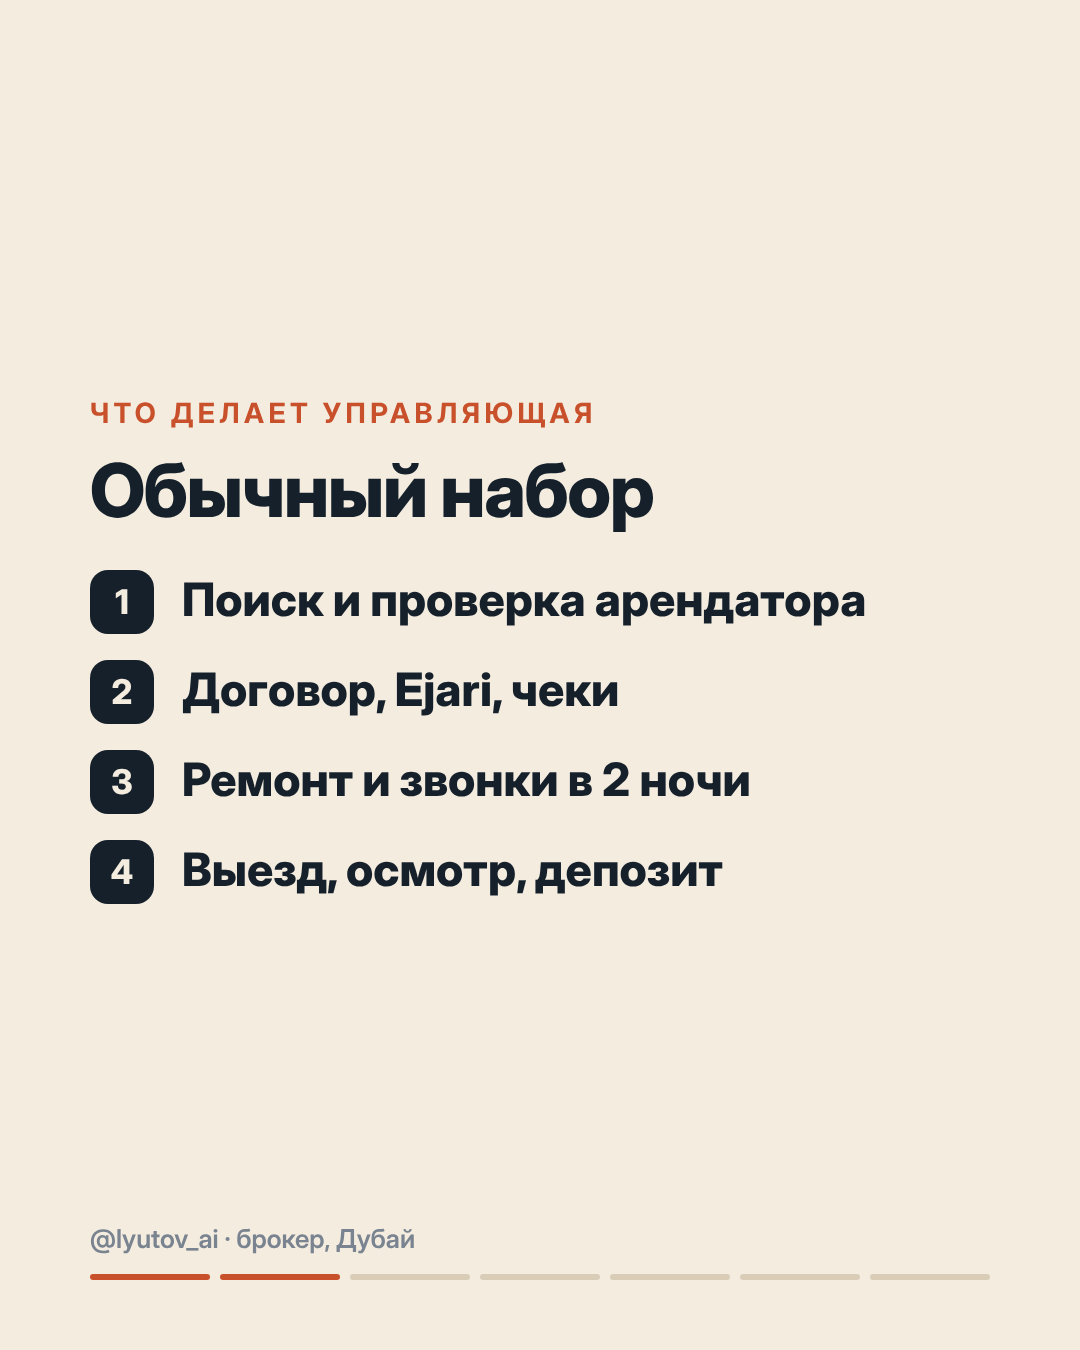 ЧТО ДЕЛАЕТ УПРАВЛЯЮЩАЯ
Обычный набор
1 Поиск и проверка арендатора
2 Договор, Ejari, чеки
3 Ремонт и звонки в 2 ночи
4 Выезд, осмотр, депозит
@lyutov_ai · брокер, Дубай